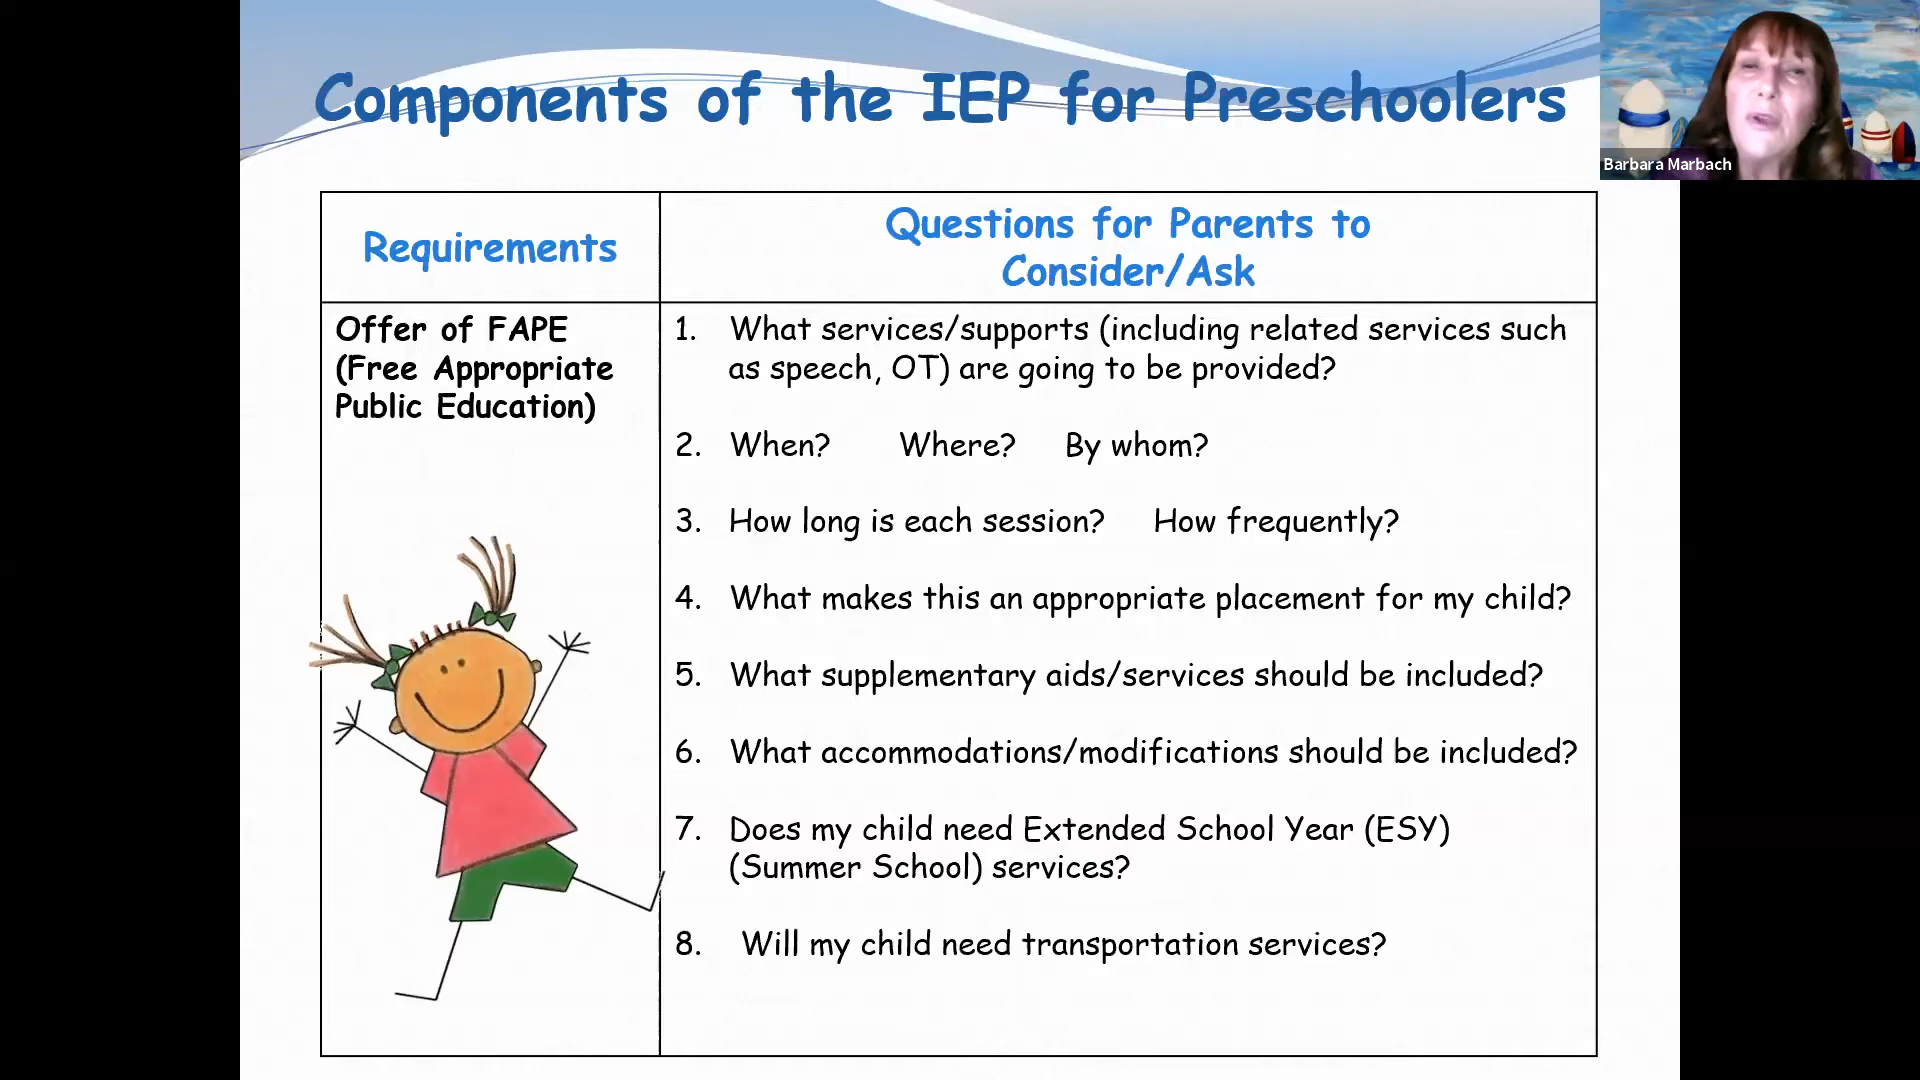 Components of the IEP for Preschoolers
Barbara Marbach
Requirements
Questions for Parents to
Consider/Ask
Offer of FAPE
(Free Appropriate
Public Education)
1. What services/supports (including related services such
as speech, OT) are going to be provided?
2. When? Where? By whom?
3. How long is each session? How frequently?
4. What makes this an appropriate placement for my child?
5. What supplementary aids/services should be included?
6. What accommodations/modifications should be included?
7. Does my child need Extended School Year (ESY)
(Summer School) services?
8. Will my child need transportation services?